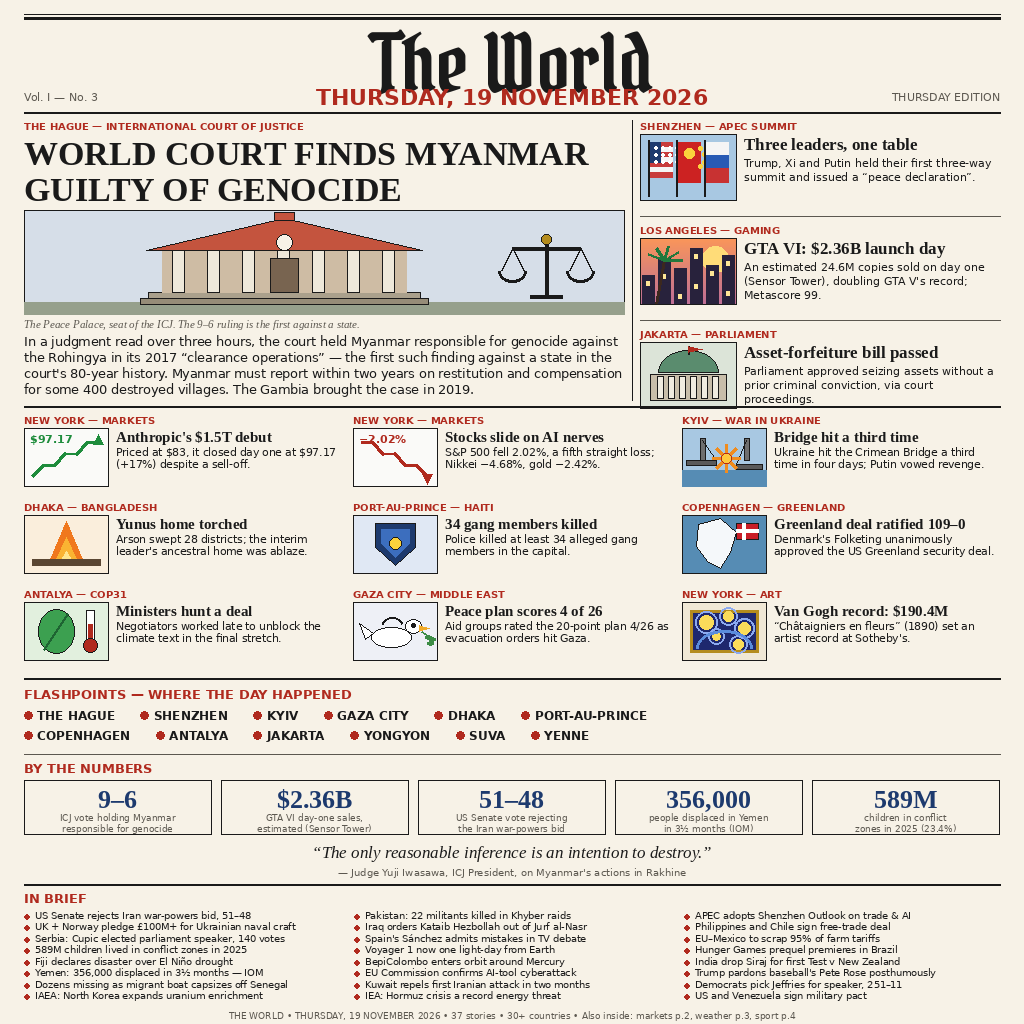 The World
Vol. I — No. 3
THURSDAY, 19 NOVEMBER 2026
THURSDAY EDITION
THE HAGUE — INTERNATIONAL COURT OF JUSTICE
WORLD COURT FINDS MYANMAR
GUILTY OF GENOCIDE
The Peace Palace, seat of the ICJ. The 9–6 ruling is the first against a state.
In a judgment read over three hours, the court held Myanmar responsible for genocide against
the Rohingya in its 2017 “clearance operations” — the first such finding against a state in the
court's 80-year history. Myanmar must report within two years on restitution and compensation
for some 400 destroyed villages. The Gambia brought the case in 2019.
SHENZHEN — APEC SUMMIT
Three leaders, one table
Trump, Xi and Putin held their first three-way
summit and issued a “peace declaration”.
LOS ANGELES — GAMING
GTA VI: $2.36B launch day
An estimated 24.6M copies sold on day one
(Sensor Tower), doubling GTA V's record;
Metascore 99.
JAKARTA — PARLIAMENT
Asset-forfeiture bill passed
Parliament approved seizing assets without a
prior criminal conviction, via court
proceedings.
NEW YORK — MARKETS
$97.17
Anthropic's $1.5T debut
Priced at $83, it closed day one at $97.17
(+17%) despite a sell-off.
NEW YORK — MARKETS
−2.02%
Stocks slide on AI nerves
S&P 500 fell 2.02%, a fifth straight loss;
Nikkei −4.68%, gold −2.42%.
KYIV — WAR IN UKRAINE
Bridge hit a third time
Ukraine hit the Crimean Bridge a third
time in four days; Putin vowed revenge.
DHAKA — BANGLADESH
Yunus home torched
Arson swept 28 districts; the interim
leader's ancestral home was ablaze.
PORT-AU-PRINCE — HAITI
34 gang members killed
Police killed at least 34 alleged gang
members in the capital.
COPENHAGEN — GREENLAND
Greenland deal ratified 109–0
Denmark's Folketing unanimously
approved the US Greenland security deal.
ANTALYA — COP31
Ministers hunt a deal
Negotiators worked late to unblock the
climate text in the final stretch.
GAZA CITY — MIDDLE EAST
Peace plan scores 4 of 26
Aid groups rated the 20-point plan 4/26 as
evacuation orders hit Gaza.
NEW YORK — ART
Van Gogh record: $190.4M
“Châtaigniers en fleurs” (1890) set an
artist record at Sotheby's.
FLASHPOINTS — WHERE THE DAY HAPPENED
THE HAGUE SHENZHEN KYIV GAZA CITY DHAKA PORT-AU-PRINCE
COPENHAGEN ANTALYA JAKARTA YONGYON SUVA YENNE
BY THE NUMBERS
9–6
ICJ vote holding Myanmar
responsible for genocide
$2.36B
GTA VI day-one sales,
estimated (Sensor Tower)
51–48
US Senate vote rejecting
the Iran war-powers bid
356,000
people displaced in Yemen
in 3½ months (IOM)
589M
children in conflict
zones in 2025 (23.4%)
“The only reasonable inference is an intention to destroy.”
— Judge Yuji Iwasawa, ICJ President, on Myanmar's actions in Rakhine
IN BRIEF
US Senate rejects Iran war-powers bid, 51–48
UK + Norway pledge £100M+ for Ukrainian naval craft
Serbia: Cupic elected parliament speaker, 140 votes
589M children lived in conflict zones in 2025
Fiji declares disaster over El Niño drought
Yemen: 356,000 displaced in 3½ months — IOM
Dozens missing as migrant boat capsizes off Senegal
IAEA: North Korea expands uranium enrichment
Pakistan: 22 militants killed in Khyber raids
Iraq orders Kataib Hezbollah out of Jurf al-Nasr
Spain's Sánchez admits mistakes in TV debate
Voyager 1 now one light-day from Earth
BepiColombo enters orbit around Mercury
EU Commission confirms AI-tool cyberattack
Kuwait repels first Iranian attack in two months
IEA: Hormuz crisis a record energy threat
APEC adopts Shenzhen Outlook on trade & AI
Philippines and Chile sign free-trade deal
EU–Mexico to scrap 95% of farm tariffs
Hunger Games prequel premieres in Brazil
India drop Siraj for first Test v New Zealand
Trump pardons baseball's Pete Rose posthumously
Democrats pick Jeffries for speaker, 251–11
US and Venezuela sign military pact
THE WORLD • THURSDAY, 19 NOVEMBER 2026 • 37 stories • 30+ countries • Also inside: markets p.2, weather p.3, sport p.4